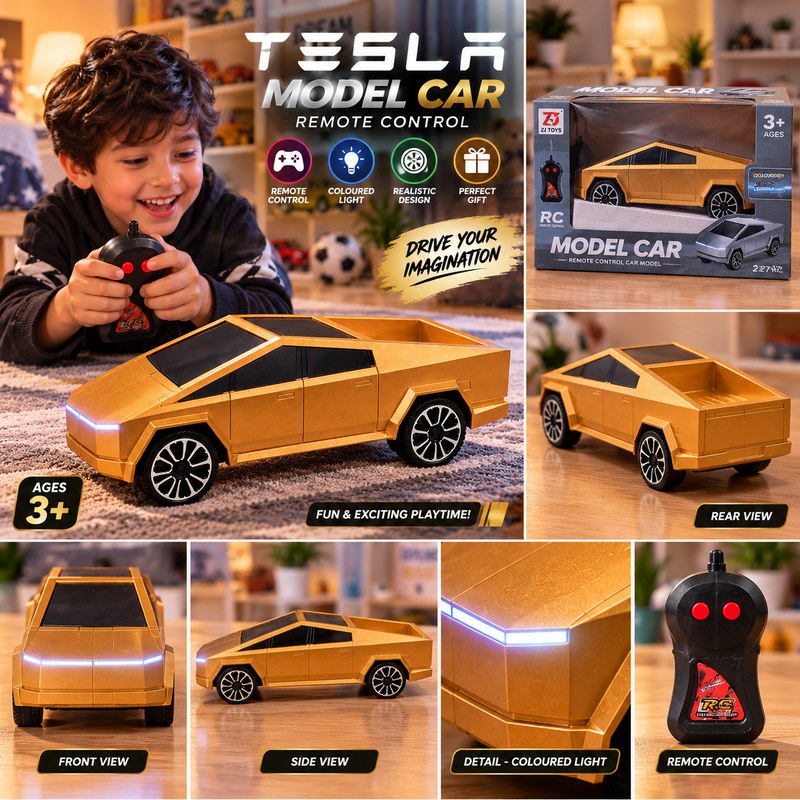 TESLA
MODEL CAR
REMOTE CONTROL
REMOTE
CONTROL
COLOURED
LIGHT
REALISTIC
DESIGN
PERFECT
GIFT
DRIVE YOUR
IMAGINATION
AGES
3+
FUN & EXCITING PLAYTIME!
MODEL CAR
ZJ TOYS
3+
AGES
RC
MODEL CAR
REMOTE CONTROL CAR MODEL
REAR VIEW
FRONT VIEW
SIDE VIEW
DETAIL - COLOURED LIGHT
RC
REMOTE CONTROL